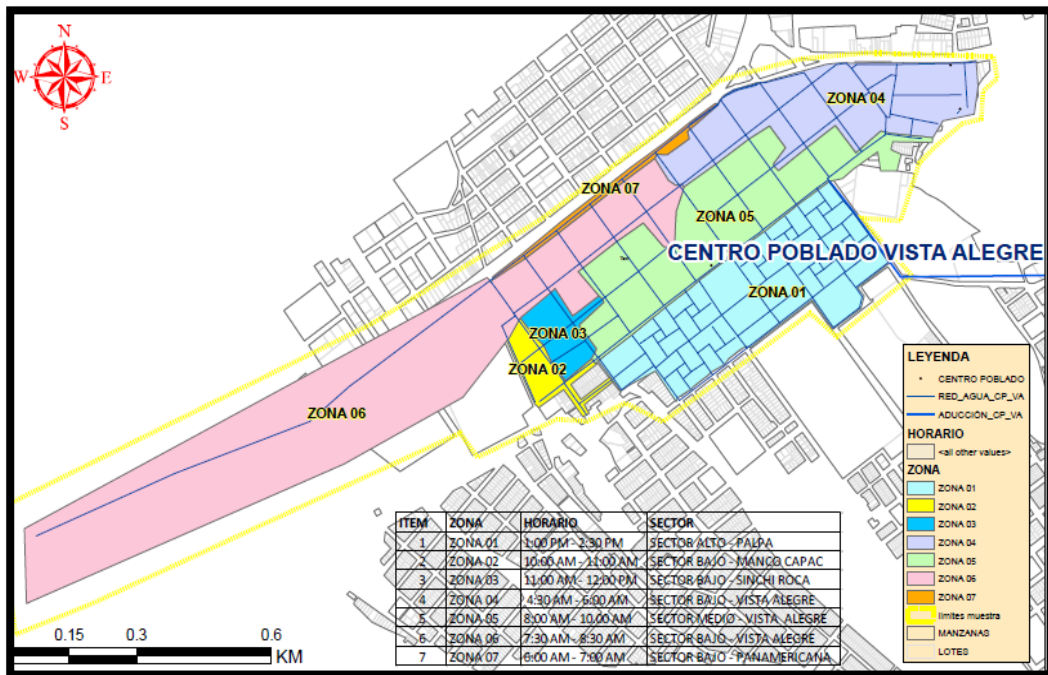 N
W
E
S
ZONA 04
ZONA 07
ZONA 05
CENTRO POBLADO VISTA ALEGRE
ZONA 01
ZONA 03
ZONA 02
ZONA 06
LEYENDA
CENTRO POBLADO
RED_AGUA_CP_VA
ADUCCIÓN_CP_VA
HORARIO
<all other values>
ZONA
ZONA 01
ZONA 02
ZONA 03
ZONA 04
ZONA 05
ZONA 06
ZONA 07
limites muestra
MANZANAS
LOTES
ITEM ZONA HORARIO SECTOR
1 ZONA 01 1:00 PM - 2:30 PM SECTOR ALTO - PALPA
2 ZONA 02 10:00 AM - 11:00 AM SECTOR BAJO - MANCO CAPAC
3 ZONA 03 11:00 AM - 12:00 PM SECTOR BAJO - SINCHI ROCA
4 ZONA 04 4:30 AM - 6:00 AM SECTOR BAJO - VISTA ALEGRE
5 ZONA 05 8:00 AM - 10:00 AM SECTOR MEDIO - VISTA ALEGRE
6 ZONA 06 7:30 AM - 8:30 AM SECTOR BAJO - VISTA ALEGRE
7 ZONA 07 6:00 AM - 7:00 AM SECTOR BAJO - PANAMERICANA
0.15 0.3 0.6
KM